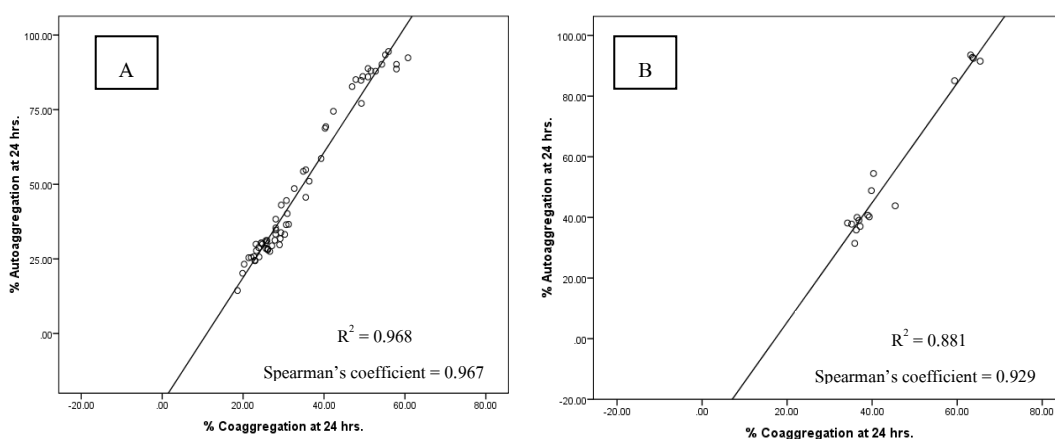 A
100.00
75.00
50.00
25.00
.00
% Autoaggregation at 24 hrs.
R² = 0.968
Spearman's coefficient = 0.967
-20.00 .00 20.00 40.00 60.00 80.00
% Coaggregation at 24 hrs.
B
100.00
80.00
60.00
40.00
20.00
.00
-20.00
% Autoaggregation at 24 hrs.
R² = 0.881
Spearman's coefficient = 0.929
-20.00 .00 20.00 40.00 60.00 80.00
% Coaggregation at 24 hrs.